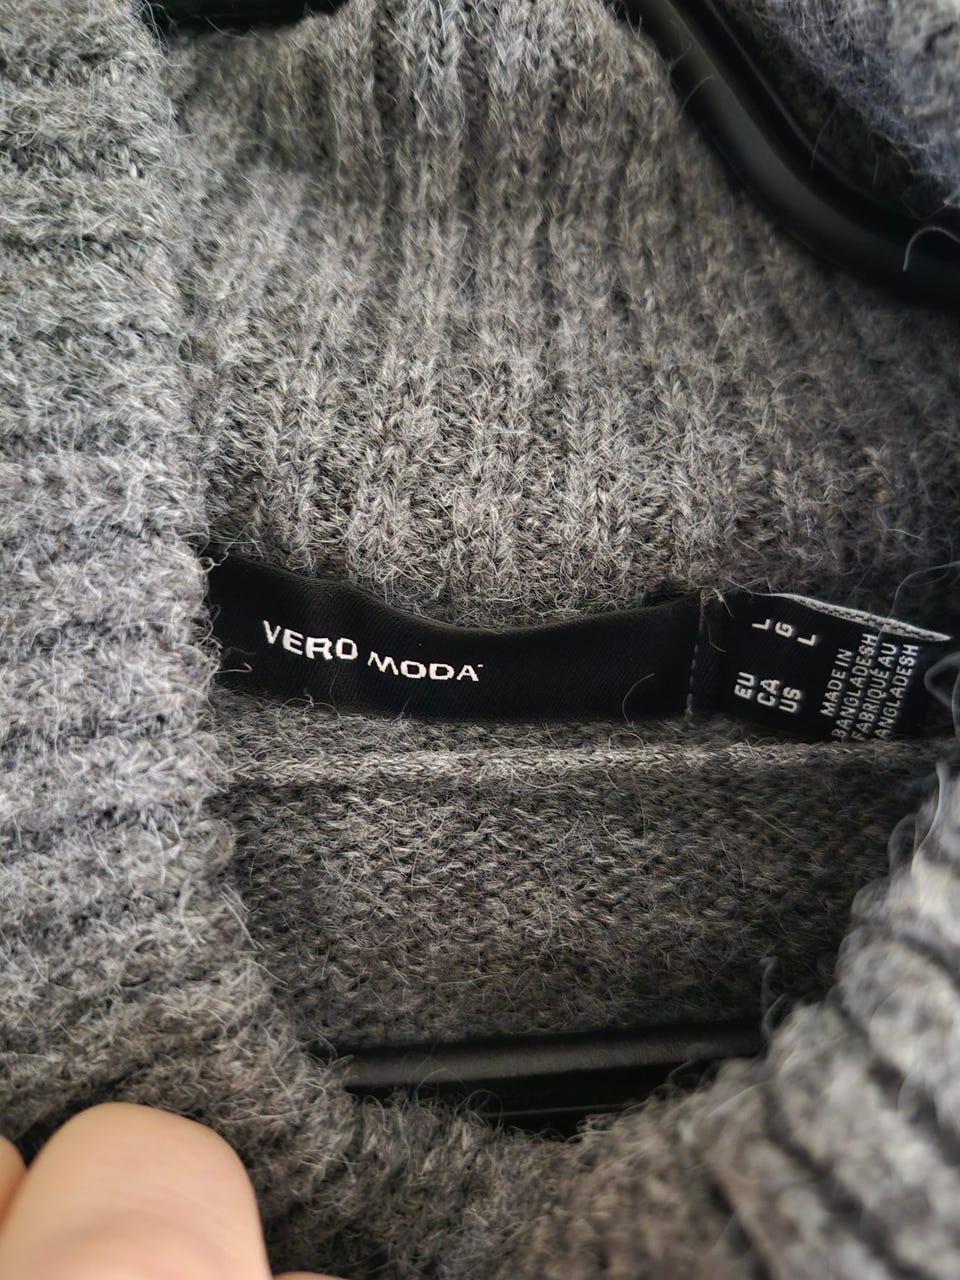 VERO MODA
EU L
CA G
US L
MADE IN
BANGLADESH
FABRIQUÉ AU
BANGLADESH